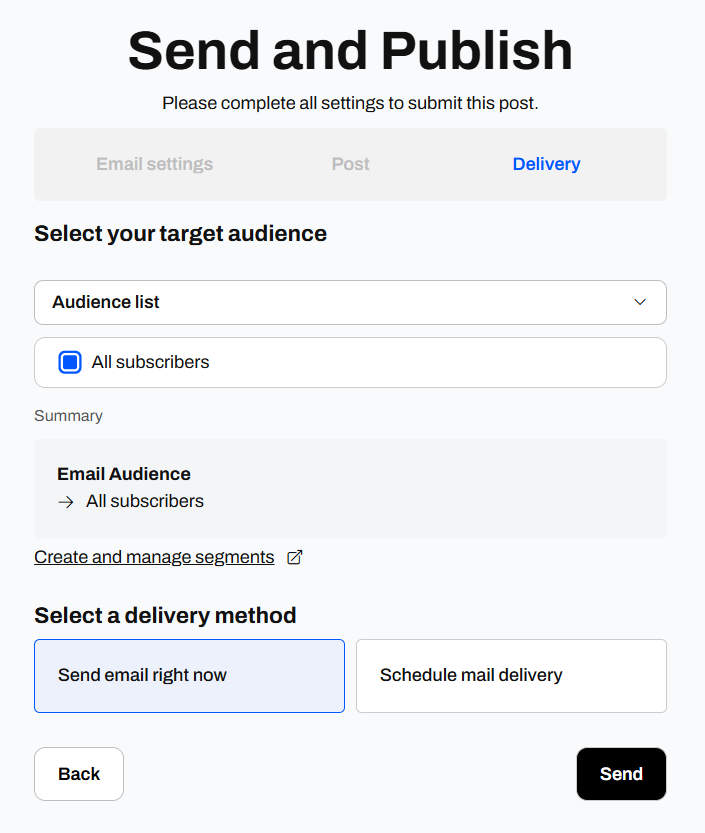 Send and Publish
Please complete all settings to submit this post.
Email settings Post Delivery
Select your target audience
Audience list
All subscribers
Summary
Email Audience
→ All subscribers
Create and manage segments
Select a delivery method
Send email right now Schedule mail delivery
Back Send